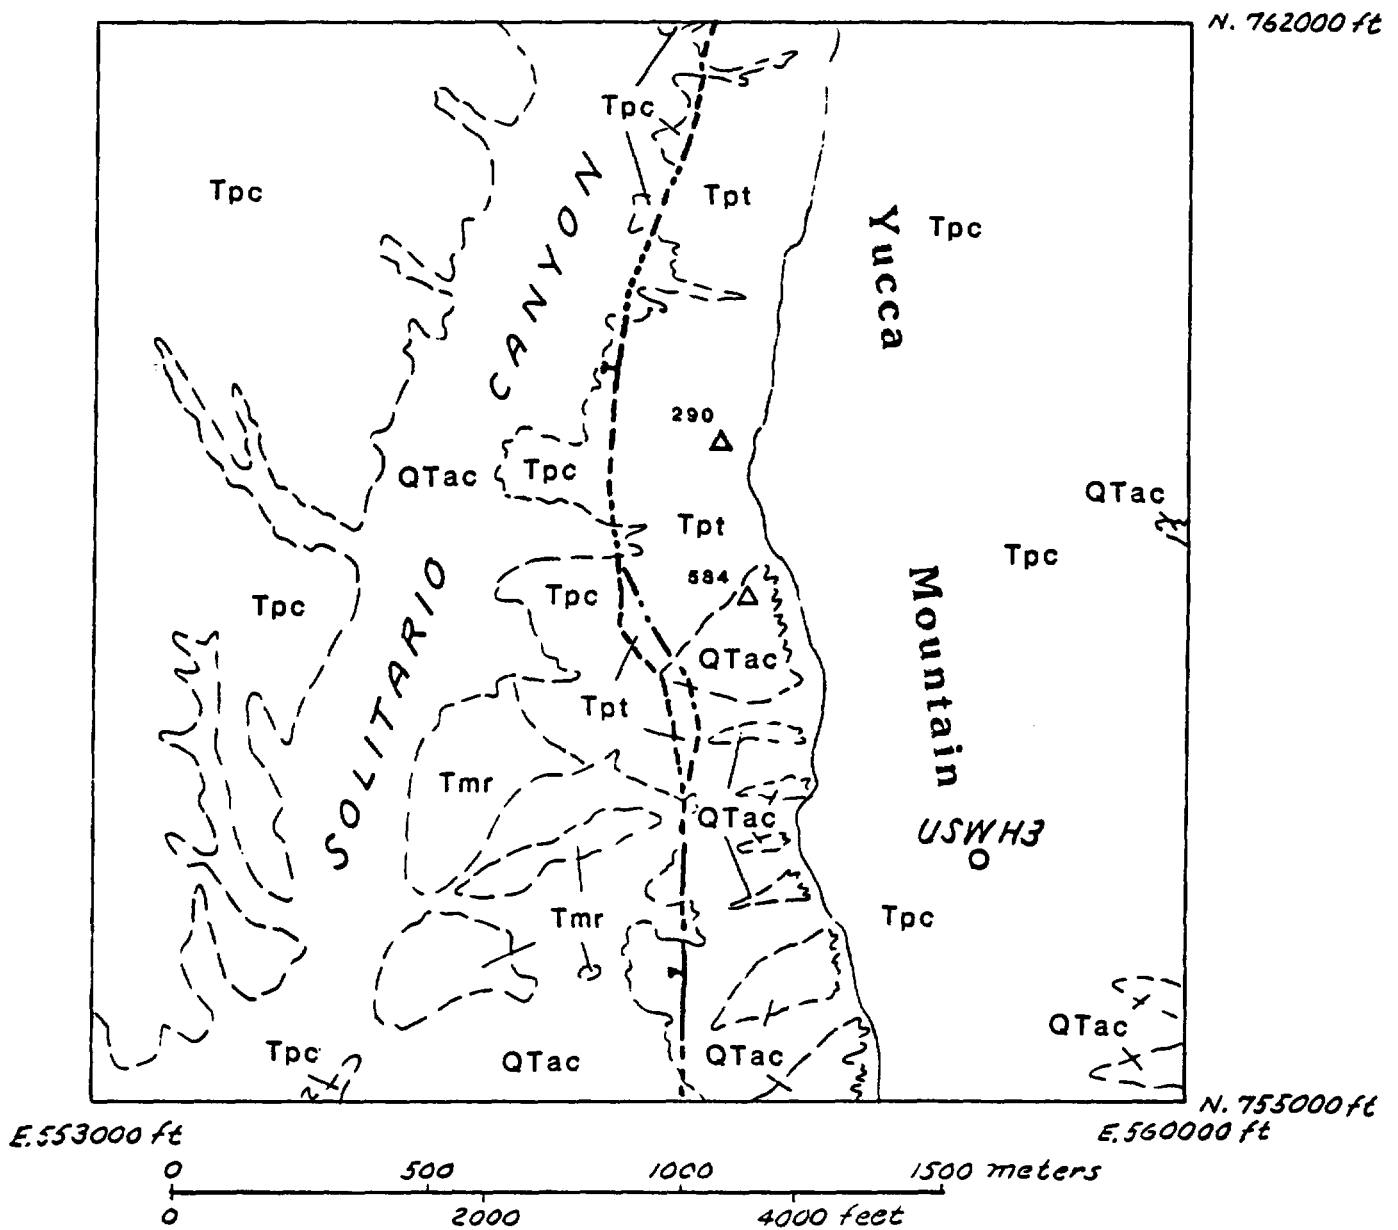 N. 762000 ft
Tpc
Tpc
Tpt
Yucca
Tpc
CANYON
290
QTac
Tpc
QTac
Tpt
Tpc
584
Tpc
Tpc
Mountain
SOLITARIO
QTac
Tpt
Tmr
QTac
USWH3
Tmr
Tpc
QTac
Tpc
QTac
QTac
N. 755000 ft
E. 553000 ft
E. 560000 ft
0 500 1000 1500 meters
0 2000 4000 feet